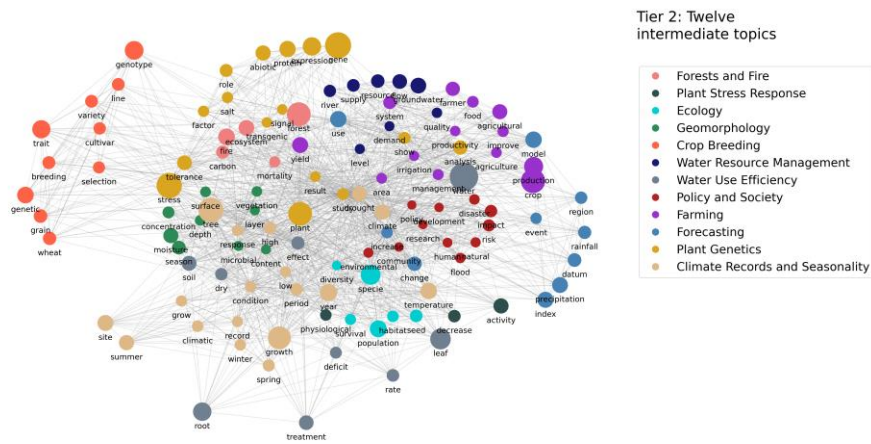 Tier 2: Twelve
intermediate topics
Forests and Fire
Plant Stress Response
Ecology
Geomorphology
Crop Breeding
Water Resource Management
Water Use Efficiency
Policy and Society
Farming
Forecasting
Plant Genetics
Climate Records and Seasonality
genotype
line
variety
trait
cultivar
breeding
selection
genetic
grain
wheat
abiotic
protein
expression
gene
role
salt
factor
signal
transgenic
forest
ecosystem
fire
carbon
mortality
tolerance
stress
result
use
yield
river
supply
resource
flow
groundwater
system
demand
show
level
quality
farmer
food
agricultural
improve
productivity
analysis
agriculture
model
irrigation
management
water
production
crop
area
surface
vegetation
tree
layer
depth
concentration
moisture
season
response
high
microbial
content
plant
study
drought
climate
policy
development
disaster
impact
research
risk
increase
community
human
natural
flood
region
event
rainfall
datum
precipitation
index
soil
dry
effect
low
condition
period
environmental
diversity
specie
change
year
temperature
grow
physiological
survival
habitat
seed
population
decrease
activity
site
summer
climatic
record
winter
growth
spring
deficit
leaf
rate
root
treatment